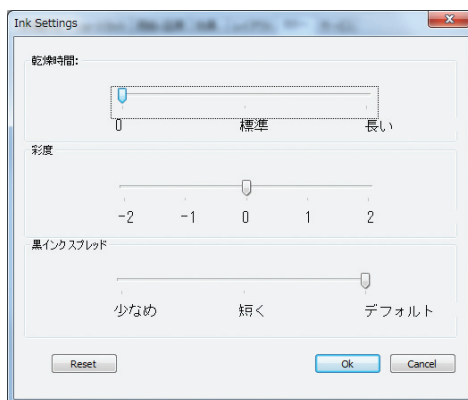 Ink Settings
乾燥時間:
0 標準 長い
彩度
-2 -1 0 1 2
黒インクスプレッド
少なめ 短く デフォルト
Reset Ok Cancel